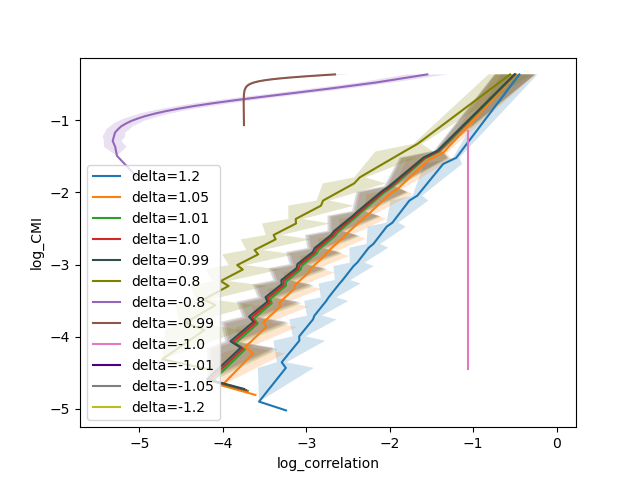 −1
−2
−3
−4
−5
log_CMI
delta=1.2
delta=1.05
delta=1.01
delta=1.0
delta=0.99
delta=0.8
delta=-0.8
delta=-0.99
delta=-1.0
delta=-1.01
delta=-1.05
delta=-1.2
−5 −4 −3 −2 −1 0
log_correlation